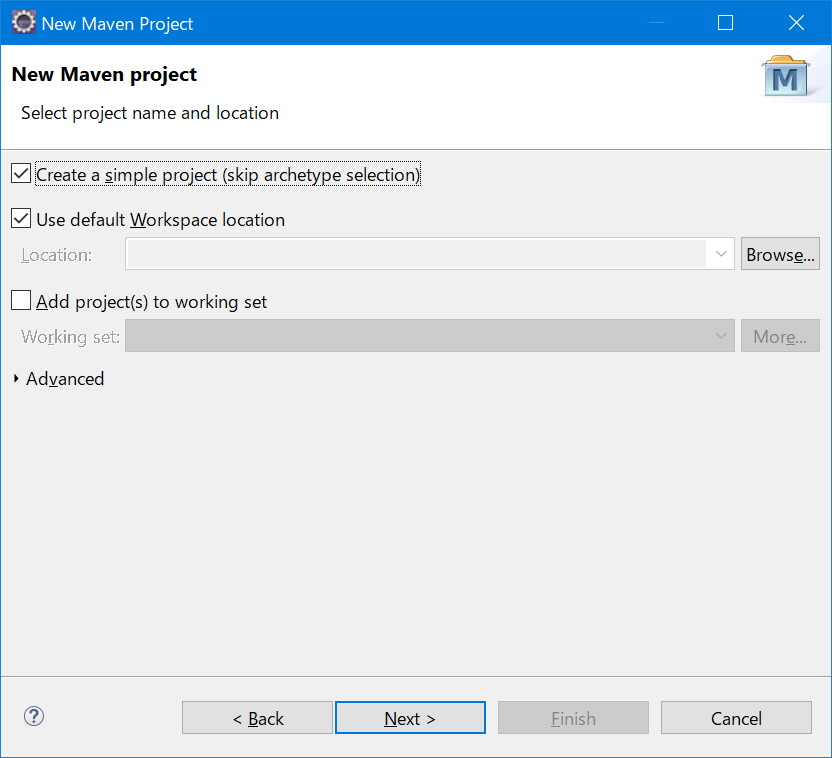 New Maven Project
New Maven project
M
Select project name and location
Create a simple project (skip archetype selection)
Use default Workspace location
Location: Browse...
Add project(s) to working set
Working set: More...
Advanced
? < Back Next > Finish Cancel